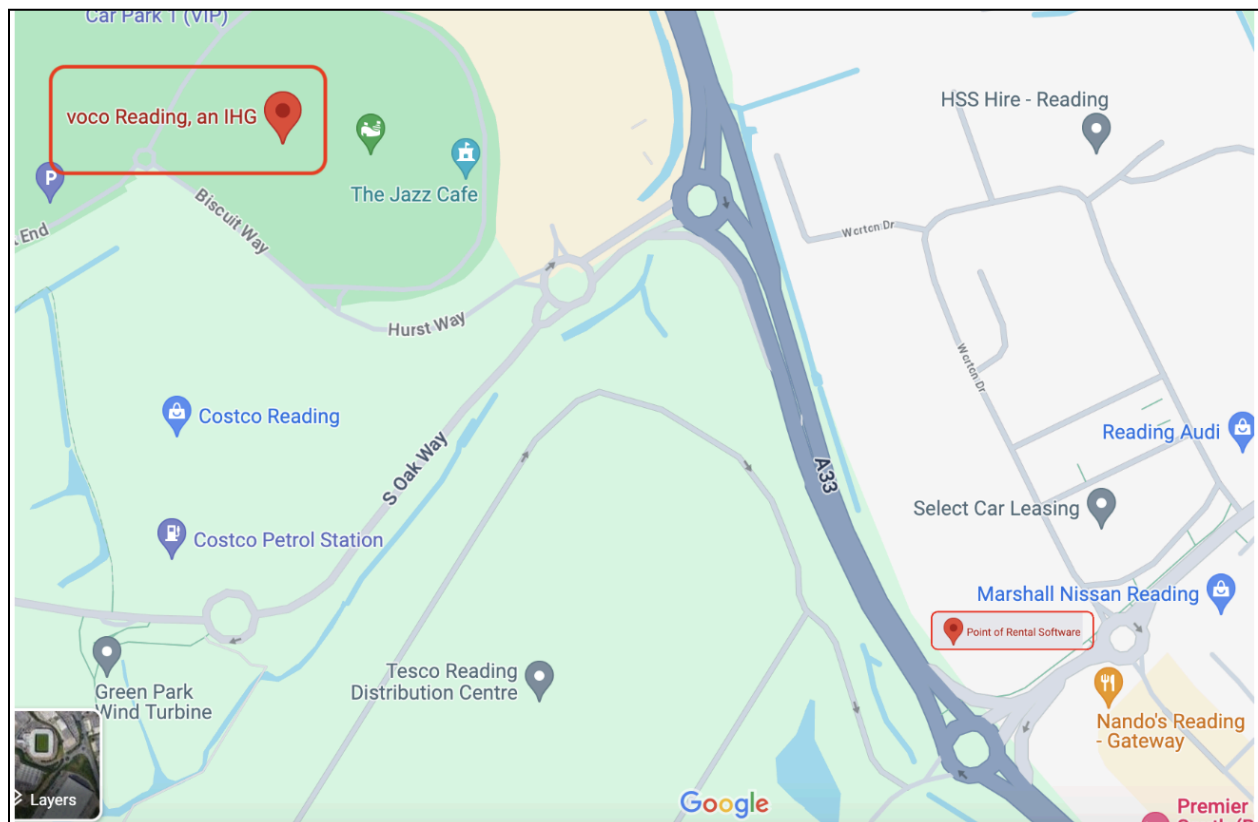 Car Park 1 (VIP)
voco Reading, an IHG
HSS Hire - Reading
P
The Jazz Cafe
End
Biscuit Way
Worton Dr
Hurst Way
Worton Dr
Costco Reading
Reading Audi
S Oak Way
A33
Select Car Leasing
Costco Petrol Station
Marshall Nissan Reading
Point of Rental Software
Tesco Reading
Distribution Centre
Green Park
Wind Turbine
Nando's Reading
- Gateway
Layers
Google
Premier